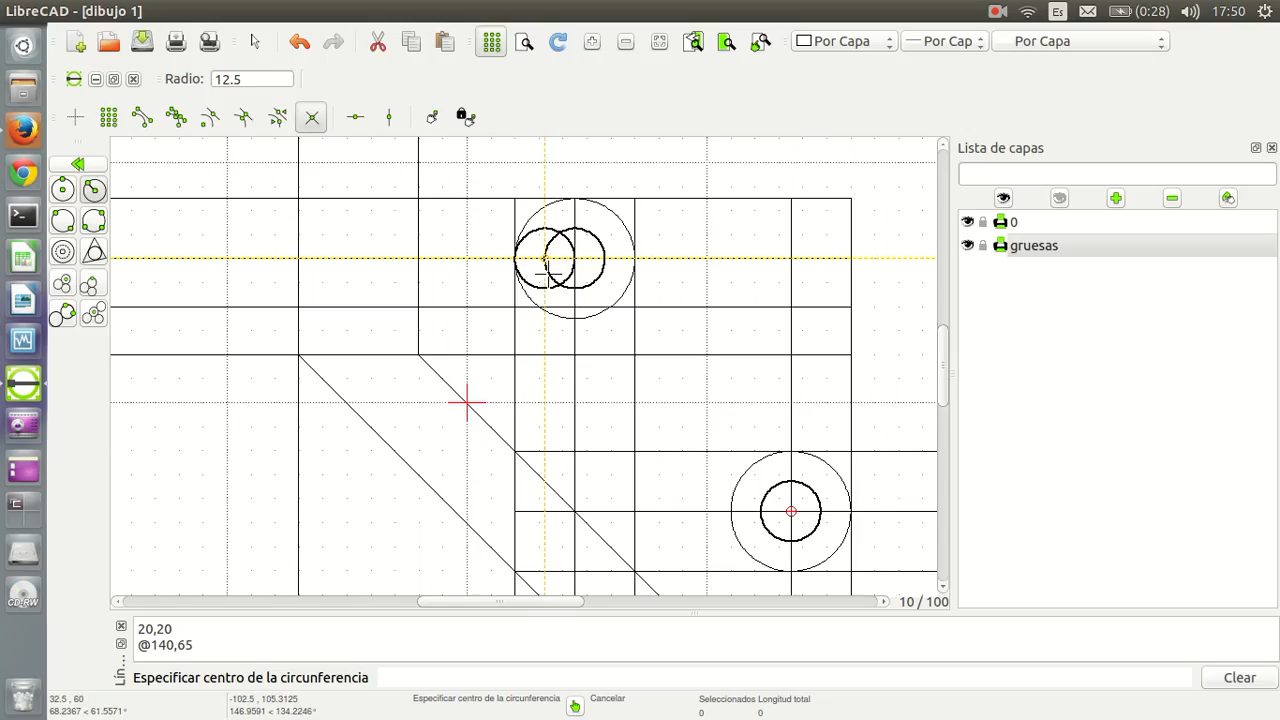 LibreCAD - [dibujo 1]
Es
(0:28)
17:50
Por Capa
Por Cap
Por Capa
Radio:
12.5
Lista de capas
0
gruesas
10 / 100
20,20
@140,65
Lín...
Especificar centro de la circunferencia
Clear
32.5 , 60
68.2367 < 61.5571°
-102.5 , 105.3125
146.9591 < 134.2246°
Especificar centro de la circunferencia
Cancelar
Seleccionados
0
Longitud total
0
CD-RW